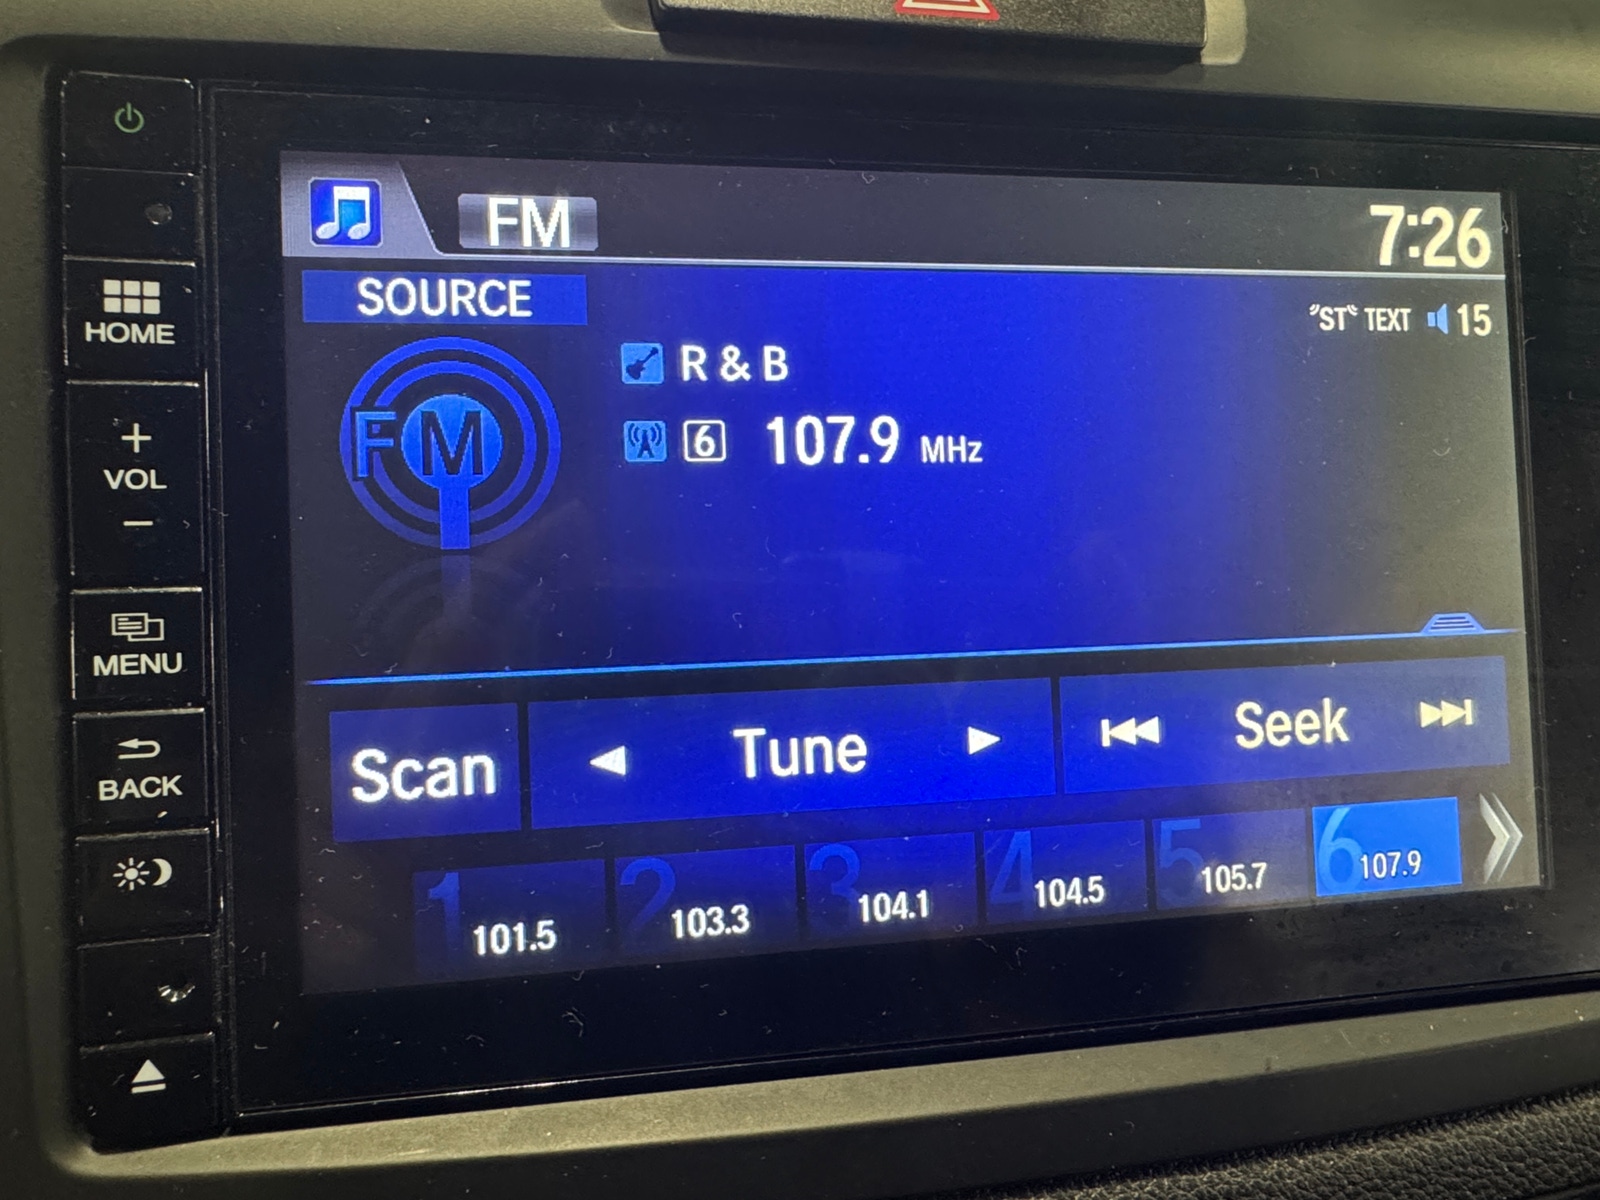 FM
7:26
SOURCE
"ST" TEXT 15
FM
R & B
6 107.9 MHz
HOME
+
VOL
−
MENU
BACK
Scan
Tune
Seek
1 101.5
2 103.3
3 104.1
4 104.5
5 105.7
6 107.9